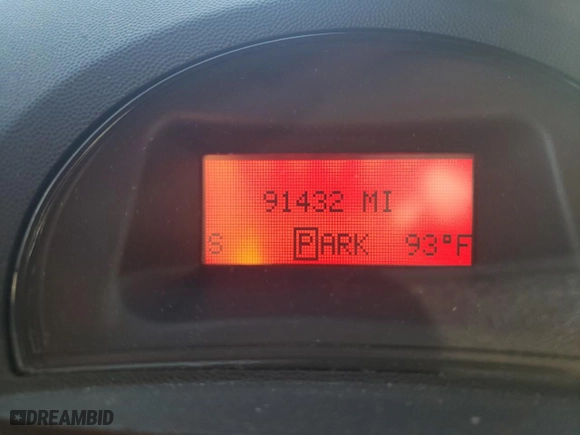 91432 MI
S PARK 93°F
DREAMBID